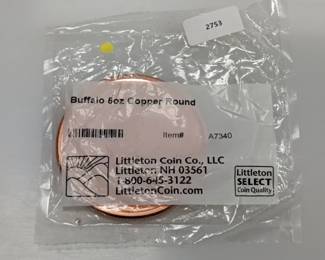 2753
Buffalo 5oz Copper Round
Item# A7340
Littleton Coin Co., LLC
Littleton NH 03561
1-800-645-3122
LittletonCoin.com
Littleton
SELECT
Coin Quality